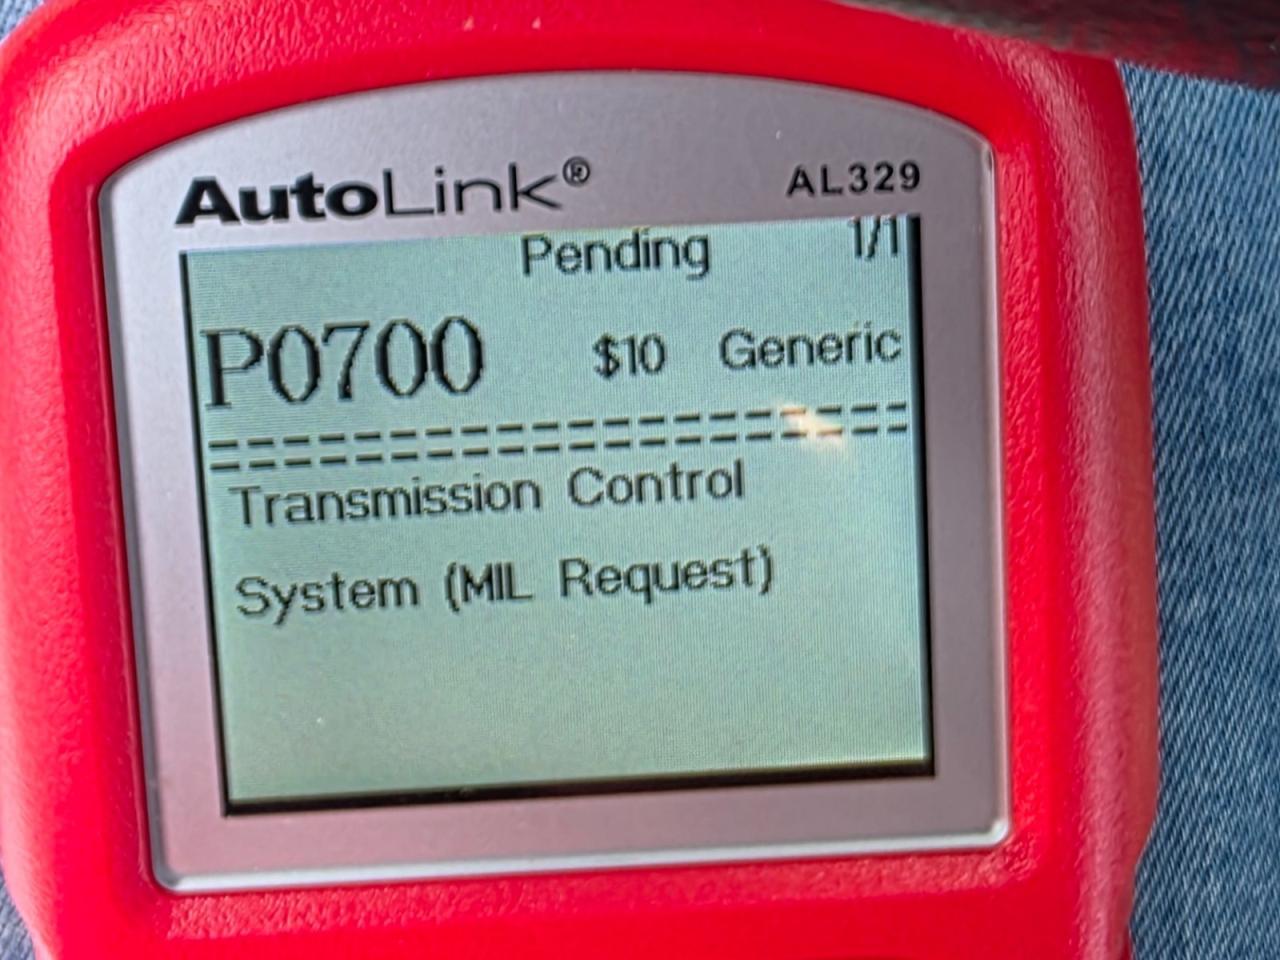 AutoLink® AL329
Pending 1/1
P0700 $10 Generic
====================
Transmission Control
System (MIL Request)